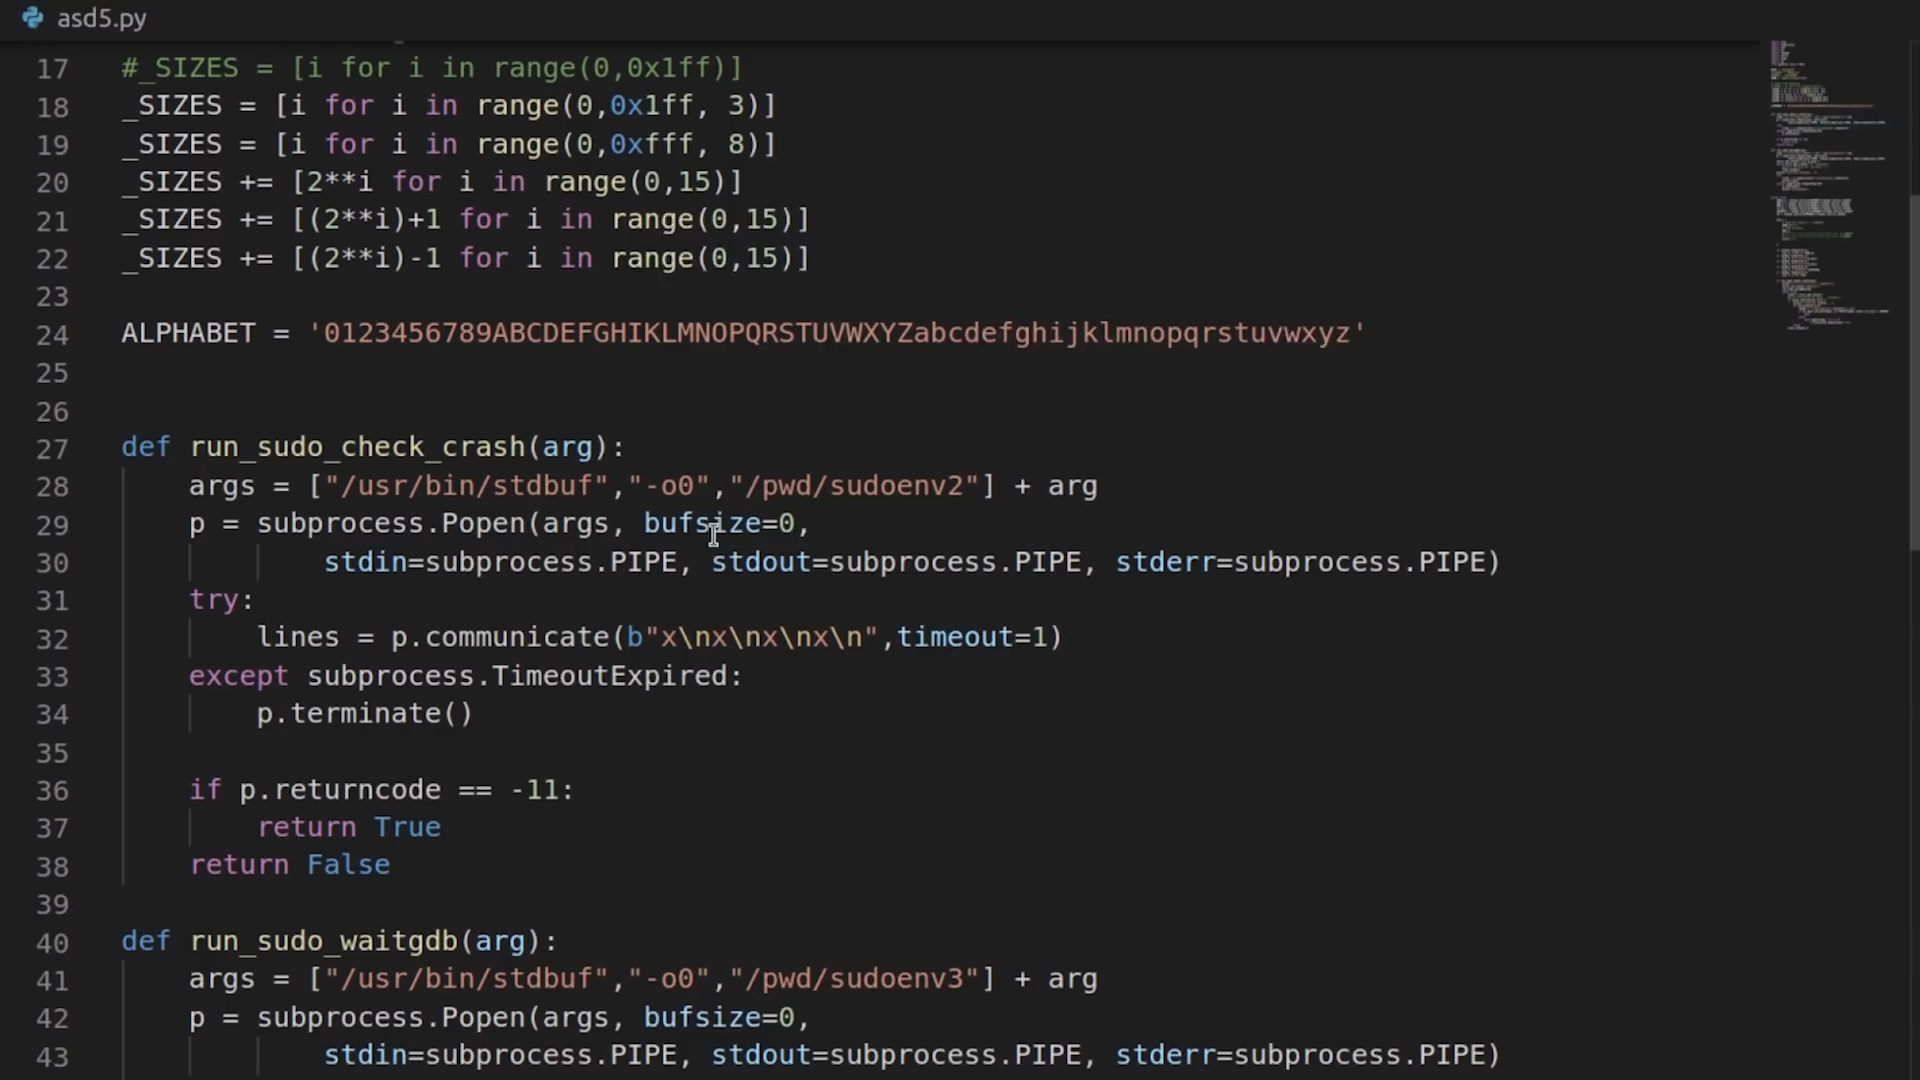 asd5.py
17 #_SIZES = [i for i in range(0,0x1ff)]
18 _SIZES = [i for i in range(0,0x1ff, 3)]
19 _SIZES = [i for i in range(0,0xfff, 8)]
20 _SIZES += [2**i for i in range(0,15)]
21 _SIZES += [(2**i)+1 for i in range(0,15)]
22 _SIZES += [(2**i)-1 for i in range(0,15)]
23
24 ALPHABET = '0123456789ABCDEFGHIKLMNOPQRSTUVWXYZabcdefghijklmnopqrstuvwxyz'
25
26
27 def run_sudo_check_crash(arg):
28 args = ["/usr/bin/stdbuf","-o0","/pwd/sudoenv2"] + arg
29 p = subprocess.Popen(args, bufsize=0,
30 stdin=subprocess.PIPE, stdout=subprocess.PIPE, stderr=subprocess.PIPE)
31 try:
32 lines = p.communicate(b"x\nx\nx\nx\n",timeout=1)
33 except subprocess.TimeoutExpired:
34 p.terminate()
35
36 if p.returncode == -11:
37 return True
38 return False
39
40 def run_sudo_waitgdb(arg):
41 args = ["/usr/bin/stdbuf","-o0","/pwd/sudoenv3"] + arg
42 p = subprocess.Popen(args, bufsize=0,
43 stdin=subprocess.PIPE, stdout=subprocess.PIPE, stderr=subprocess.PIPE)